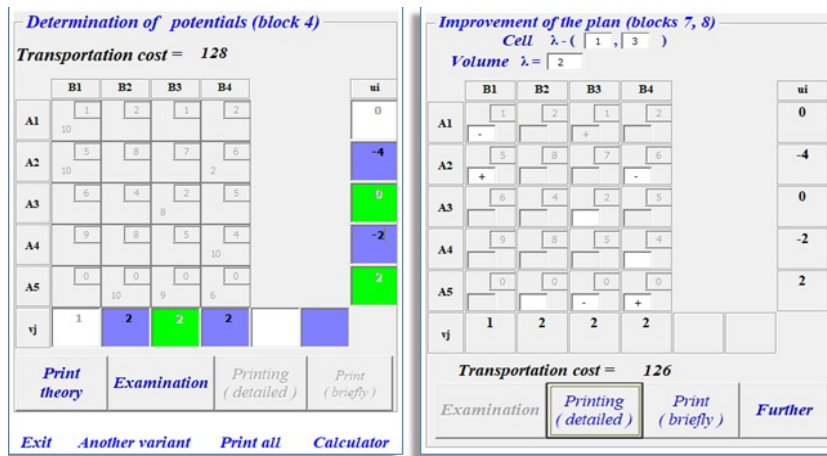 Determination of potentials (block 4)
Transportation cost = 128
B1 B2 B3 B4 ui
A1 1 2 1 2 0
10
A2 5 8 7 6 -4
10 2
A3 6 4 2 5 0
8
A4 9 8 5 4 -2
10
A5 0 0 0 0 2
10 9 6
vj 1 2 2 2
Print theory Examination Printing (detailed) Print (briefly)
Exit Another variant Print all Calculator
Improvement of the plan (blocks 7, 8)
Cell λ-( 1 , 3 )
Volume λ= 2
B1 B2 B3 B4 ui
A1 1 2 1 2 0
- +
A2 5 8 7 6 -4
+ -
A3 6 4 2 5 0
A4 9 8 5 4 -2
A5 0 0 0 0 2
- +
vj 1 2 2 2
Transportation cost = 126
Examination Printing (detailed) Print (briefly) Further